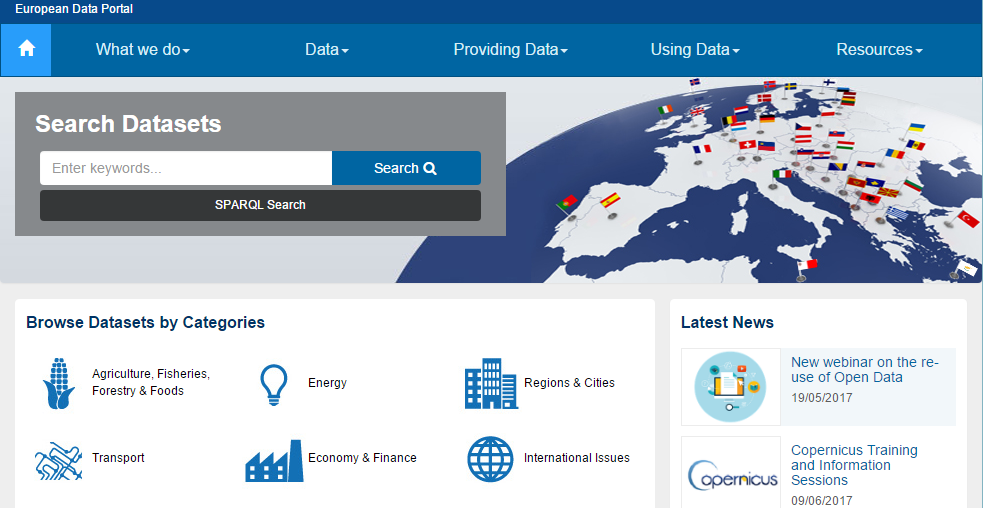 European Data Portal
What we do
Data
Providing Data
Using Data
Resources
Search Datasets
Enter keywords...
Search
SPARQL Search
Browse Datasets by Categories
Agriculture, Fisheries,
Forestry & Foods
Energy
Regions & Cities
Transport
Economy & Finance
International Issues
Latest News
New webinar on the re-
use of Open Data
19/05/2017
Copernicus
Copernicus Training
and Information
Sessions
09/06/2017